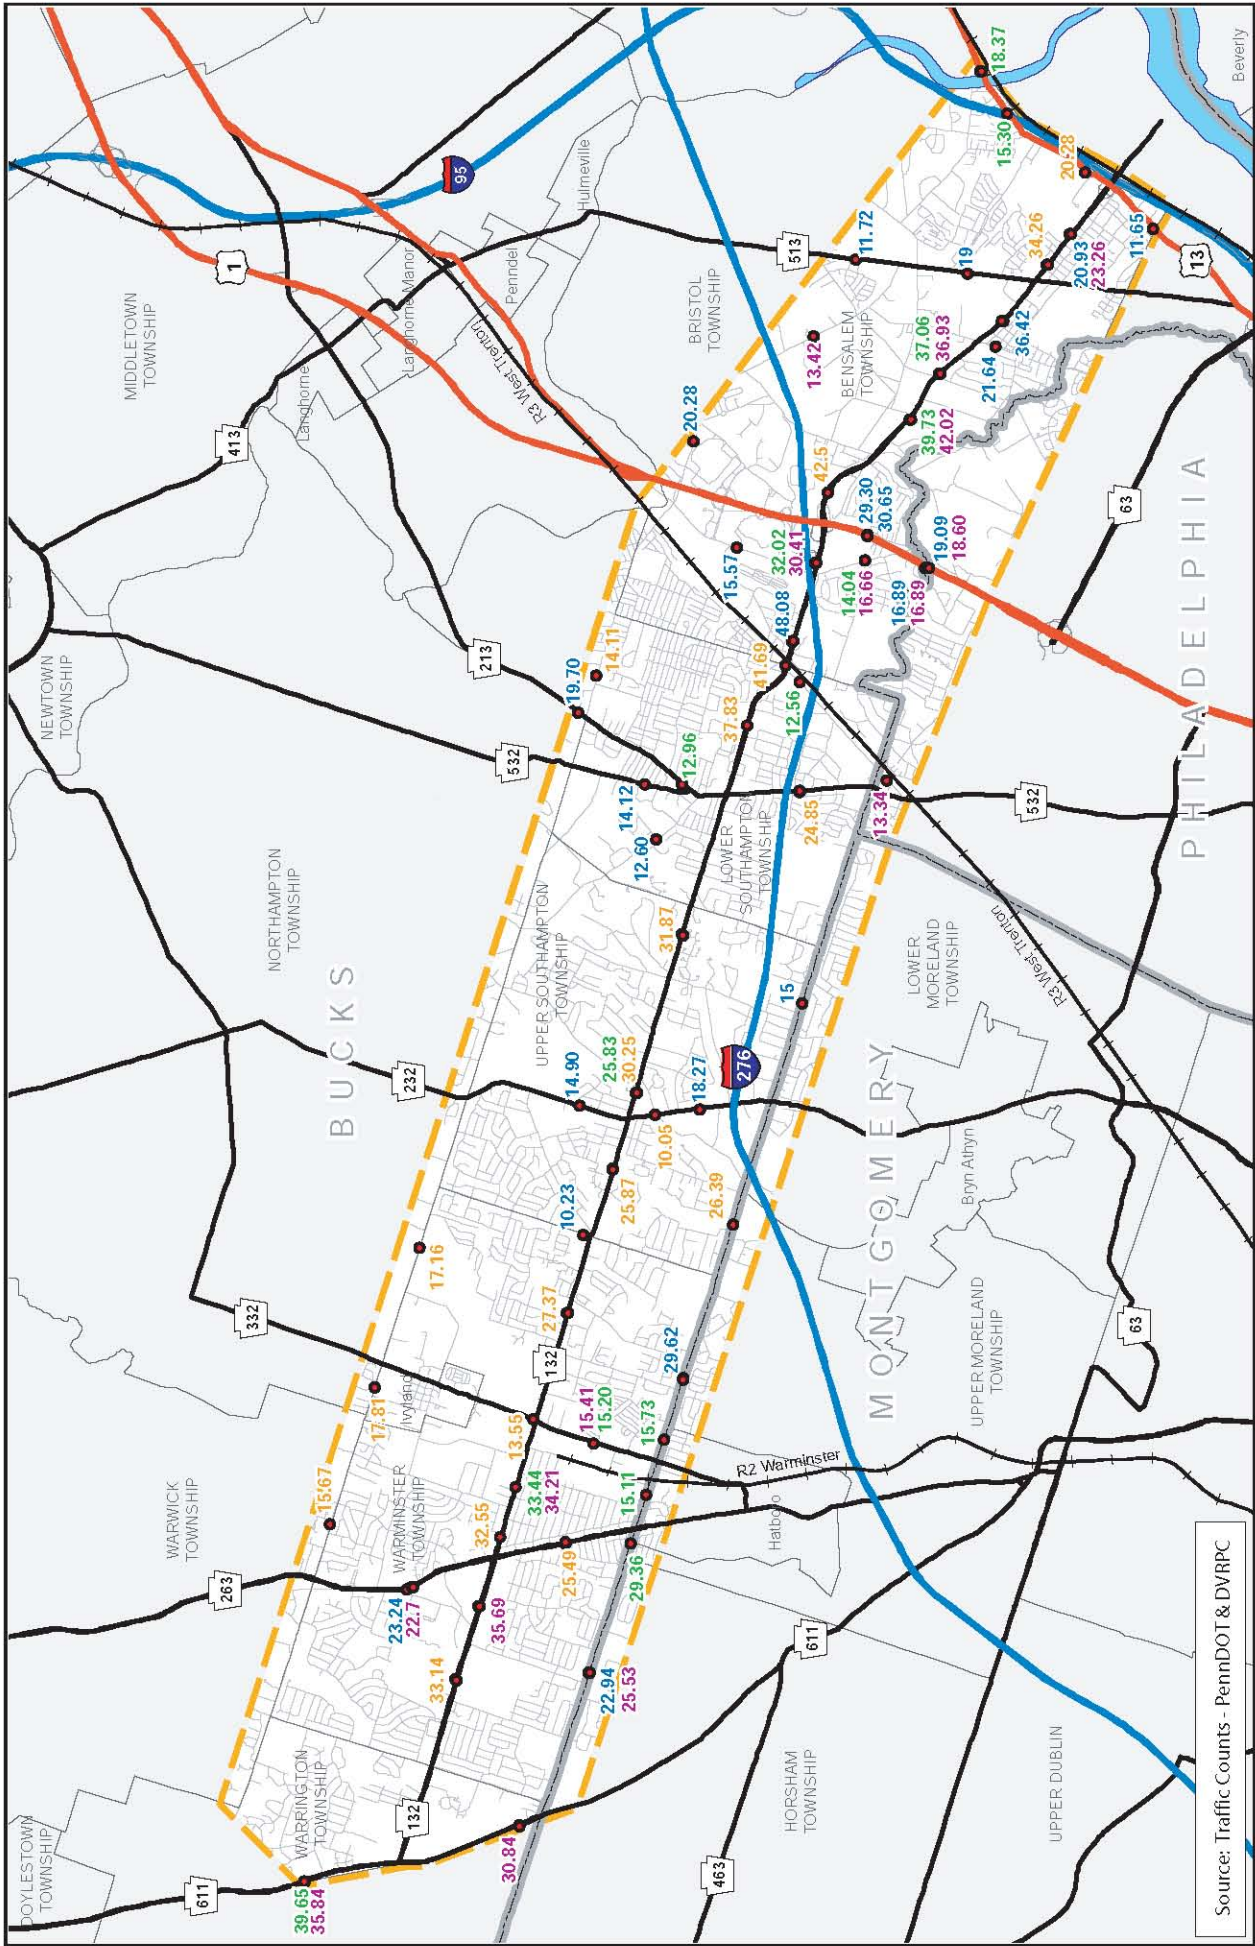 DOYLESTOWN
TOWNSHIP
611
WARRINGTON
TOWNSHIP
39.65
35.84
132
30.84
WARWICK
TOWNSHIP
263
15.67
WARMINSTER
TOWNSHIP
23.24
22.7
33.14
35.69
32.55
33.44
34.21
25.49
22.94
25.53
29.36
15.11
15.73
15.41
15.20
13.55
17.81
Ivyland
332
17.16
132
27.37
10.23
25.87
29.62
26.39
BUCKS
NORTHAMPTON
TOWNSHIP
232
UPPER SOUTHAMPTON
TOWNSHIP
14.90
25.83
30.25
10.05
18.27
276
15
31.87
NEWTOWN
TOWNSHIP
532
213
19.70
14.11
14.12
12.60
12.96
LOWER
SOUTHAMPTON
TOWNSHIP
37.83
41.69
48.08
12.56
24.85
13.34
532
MIDDLETOWN
TOWNSHIP
1
413
Langhorne
Langhorne Manor
Penndel
Hulmeville
95
R3 West Trenton
BRISTOL
TOWNSHIP
513
20.28
15.57
32.02
30.41
42.5
29.30
30.65
14.04
16.66
16.89
16.89
19.09
18.60
13.42
BENSALEM
TOWNSHIP
11.72
19
39.73
42.02
37.06
36.93
21.64
36.42
34.26
20.93
23.26
11.65
20.28
15.30
18.37
13
Beverly
63
PHILADELPHIA
LOWER
MORELAND
TOWNSHIP
R3 West Trenton
MONTGOMERY
Bryn Athyn
UPPER MORELAND
TOWNSHIP
63
R2 Warminster
Hatboro
611
HORSHAM
TOWNSHIP
463
UPPER DUBLIN
Source: Traffic Counts - PennDOT & DVRPC